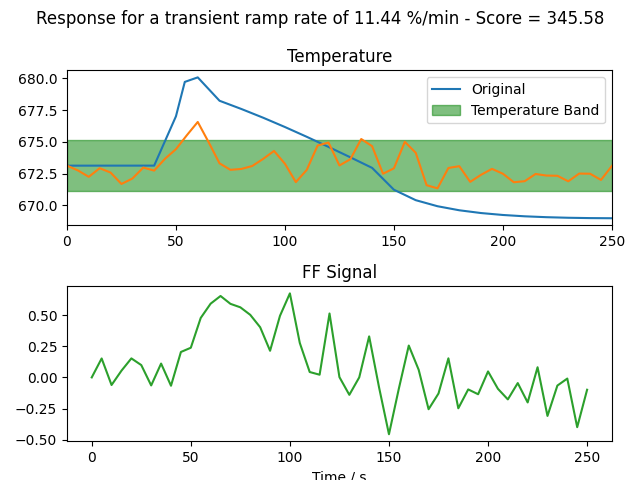 Response for a transient ramp rate of 11.44 %/min - Score = 345.58
Temperature
680.0
677.5
675.0
672.5
670.0
Original
Temperature Band
0 50 100 150 200 250
FF Signal
0.50
0.25
0.00
−0.25
−0.50
0 50 100 150 200 250
Time / s